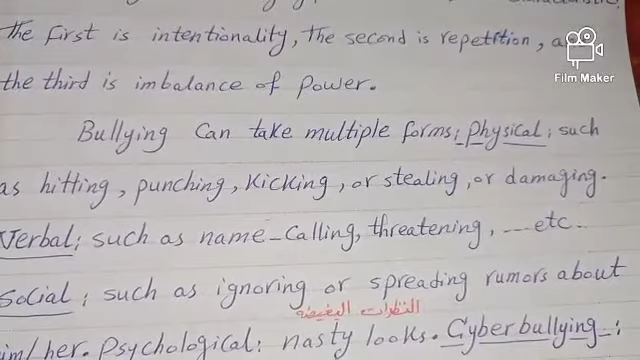 The first is intentionality, The second is repetition,
the third is imbalance of power.
Film Maker
Bullying Can take multiple forms; physical; such
as hitting, punching, kicking, or stealing, or damaging.
Verbal; such as name-calling, threatening, ---etc.
Social; such as ignoring or spreading rumors about
النظرات البغيضة
her. Psychological: nasty looks. Cyberbullying: